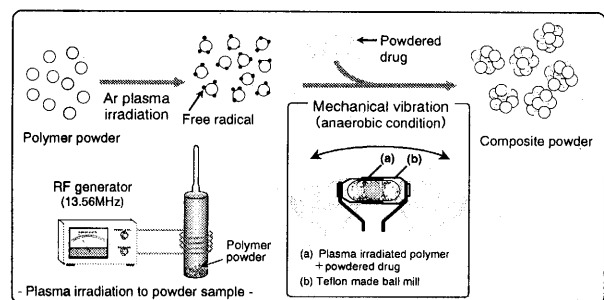 Polymer powder
Ar plasma
irradiation
Free radical
Powdered
drug
Mechanical vibration
(anaerobic condition)
(a)
(b)
(a) Plasma irradiated polymer
+ powdered drug
(b) Teflon made ball mill
Composite powder
RF generator
(13.56MHz)
Polymer
powder
- Plasma irradiation to powder sample -